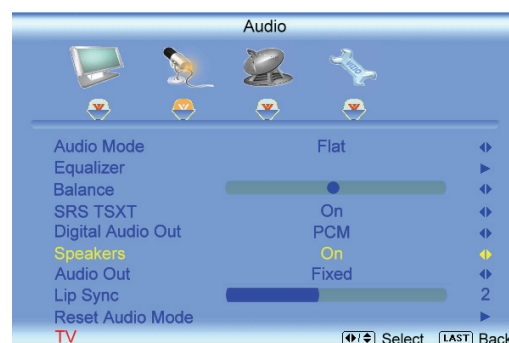 Audio
Audio Mode Flat
Equalizer
Balance
SRS TSXT On
Digital Audio Out PCM
Speakers On
Audio Out Fixed
Lip Sync 2
Reset Audio Mode
TV Select LAST Back